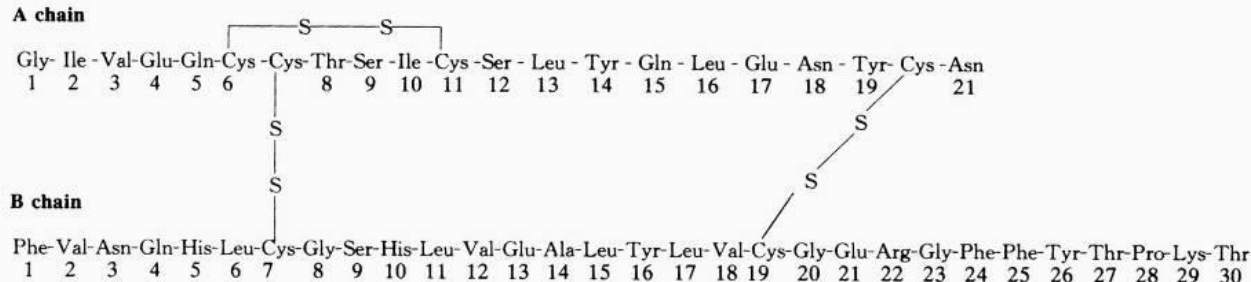 A chain
S S
Gly- Ile -Val-Glu-Gln-Cys -Cys-Thr-Ser -Ile -Cys-Ser - Leu - Tyr - Gln - Leu - Glu - Asn - Tyr- Cys -Asn
1 2 3 4 5 6 8 9 10 11 12 13 14 15 16 17 18 19 21
S S
S S
B chain
Phe-Val-Asn-Gln-His-Leu-Cys-Gly-Ser-His-Leu-Val-Glu-Ala-Leu-Tyr-Leu-Val-Cys-Gly-Glu-Arg-Gly-Phe-Phe-Tyr-Thr-Pro-Lys-Thr
1 2 3 4 5 6 7 8 9 10 11 12 13 14 15 16 17 18 19 20 21 22 23 24 25 26 27 28 29 30